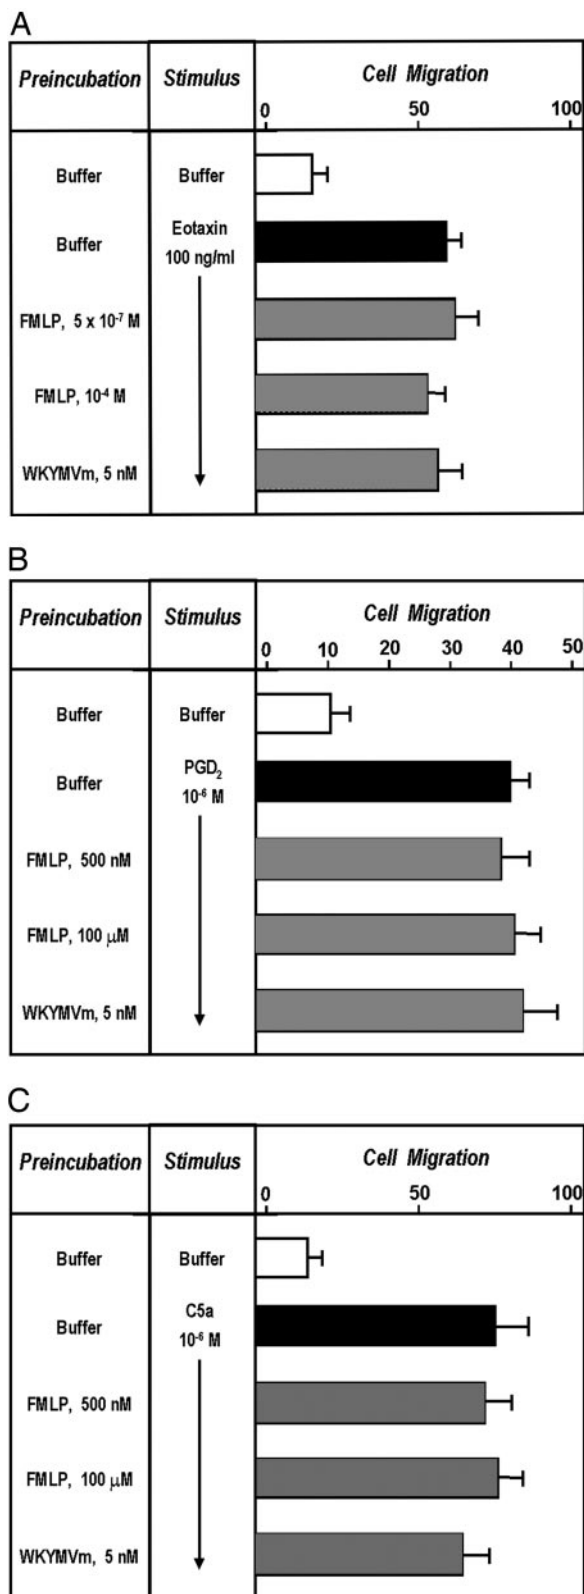 A
Preincubation Stimulus Cell Migration
0 50 100
Buffer Buffer
Buffer Eotaxin
100 ng/ml
FMLP, 5 x 10⁻⁷ M
FMLP, 10⁻⁴ M
WKYMVm, 5 nM
B
Preincubation Stimulus Cell Migration
0 10 20 30 40 50
Buffer Buffer
Buffer PGD₂
10⁻⁶ M
FMLP, 500 nM
FMLP, 100 μM
WKYMVm, 5 nM
C
Preincubation Stimulus Cell Migration
0 50 100
Buffer Buffer
Buffer C5a
10⁻⁶ M
FMLP, 500 nM
FMLP, 100 μM
WKYMVm, 5 nM